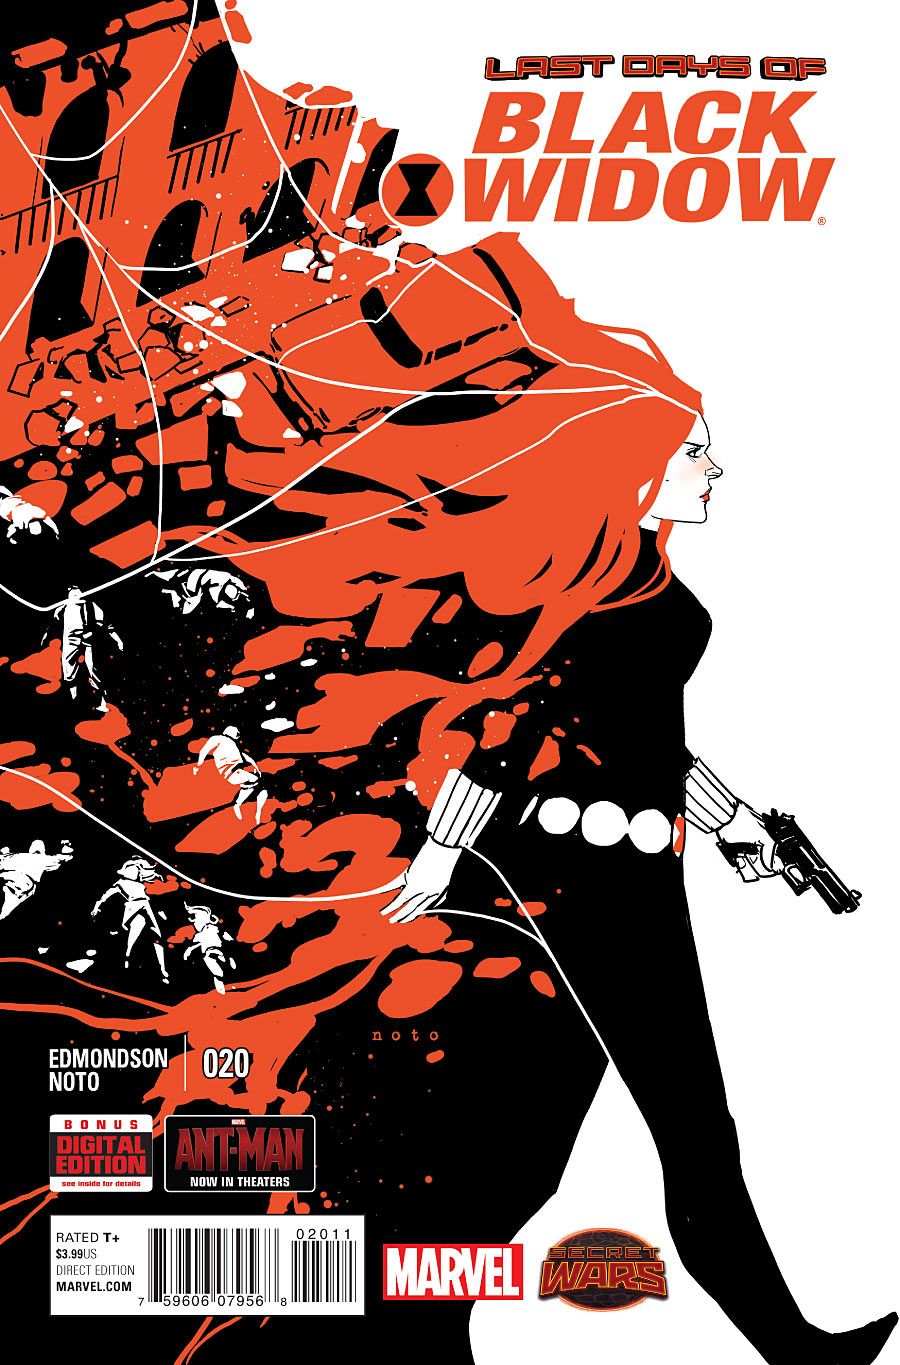 LAST DAYS OF
BLACK
WIDOW®
noto
EDMONDSON
NOTO
020
BONUS
DIGITAL
EDITION
see inside for details
MARVEL
ANT-MAN
NOW IN THEATERS
RATED T+
$3.99US
DIRECT EDITION
MARVEL.COM
02011
7 59606 07956 8
MARVEL
SECRET
WARS